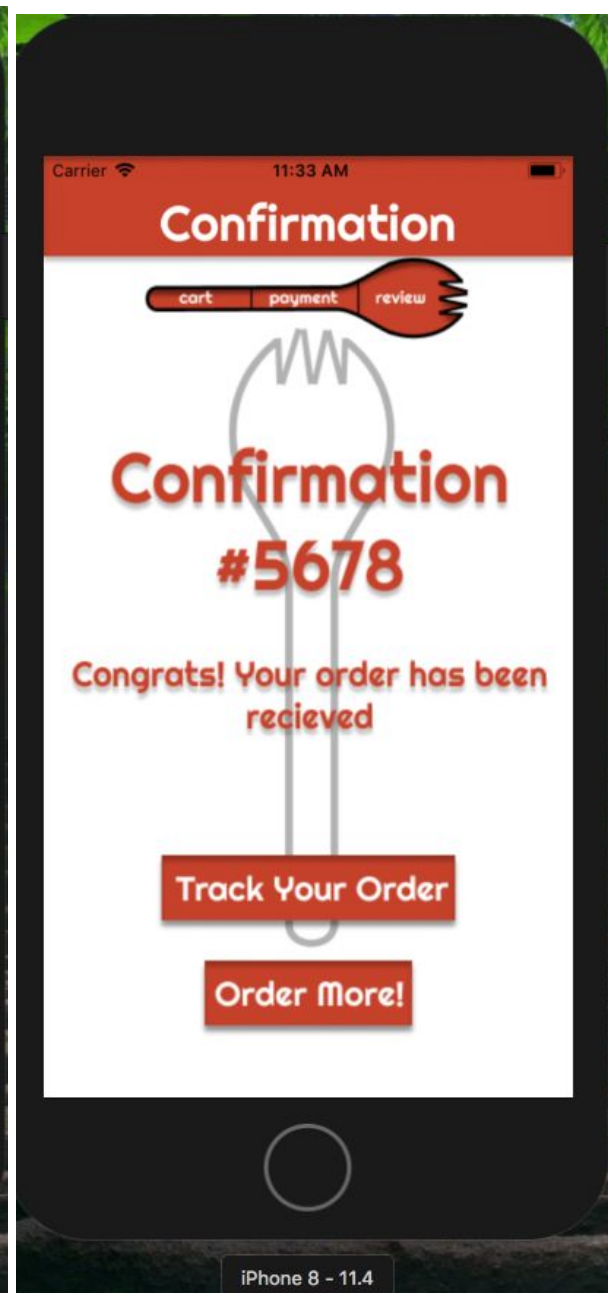 Carrier 11:33 AM
Confirmation
cart payment review
Confirmation
#5678
Congrats! Your order has been
recieved
Track Your Order
Order More!
iPhone 8 - 11.4